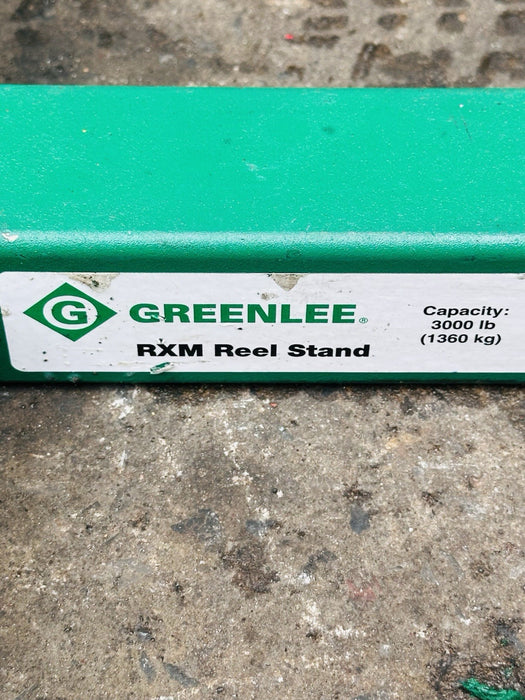 G GREENLEE®
RXM Reel Stand
Capacity:
3000 lb
(1360 kg)